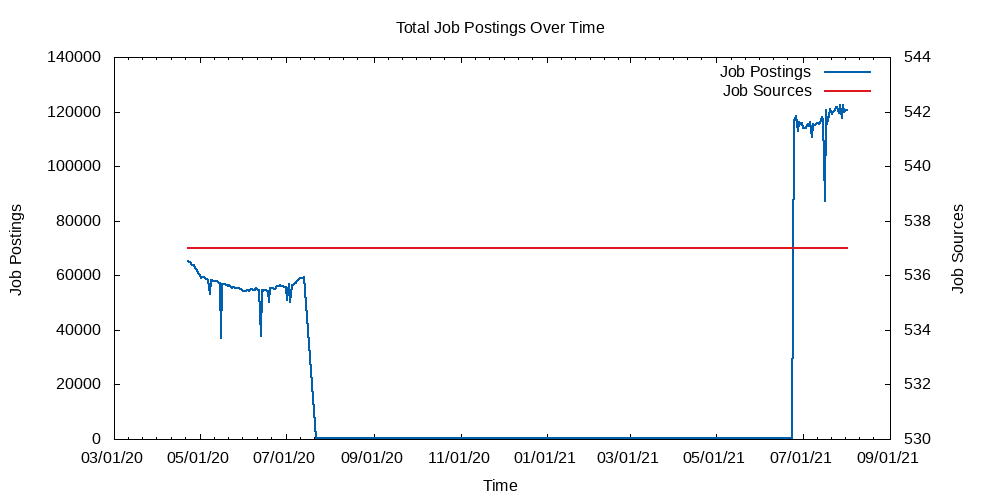 Total Job Postings Over Time
Job Postings
Job Sources
140000
120000
100000
80000
60000
40000
20000
0
544
542
540
538
536
534
532
530
Job Postings
Job Sources
03/01/20 05/01/20 07/01/20 09/01/20 11/01/20 01/01/21 03/01/21 05/01/21 07/01/21 09/01/21
Time